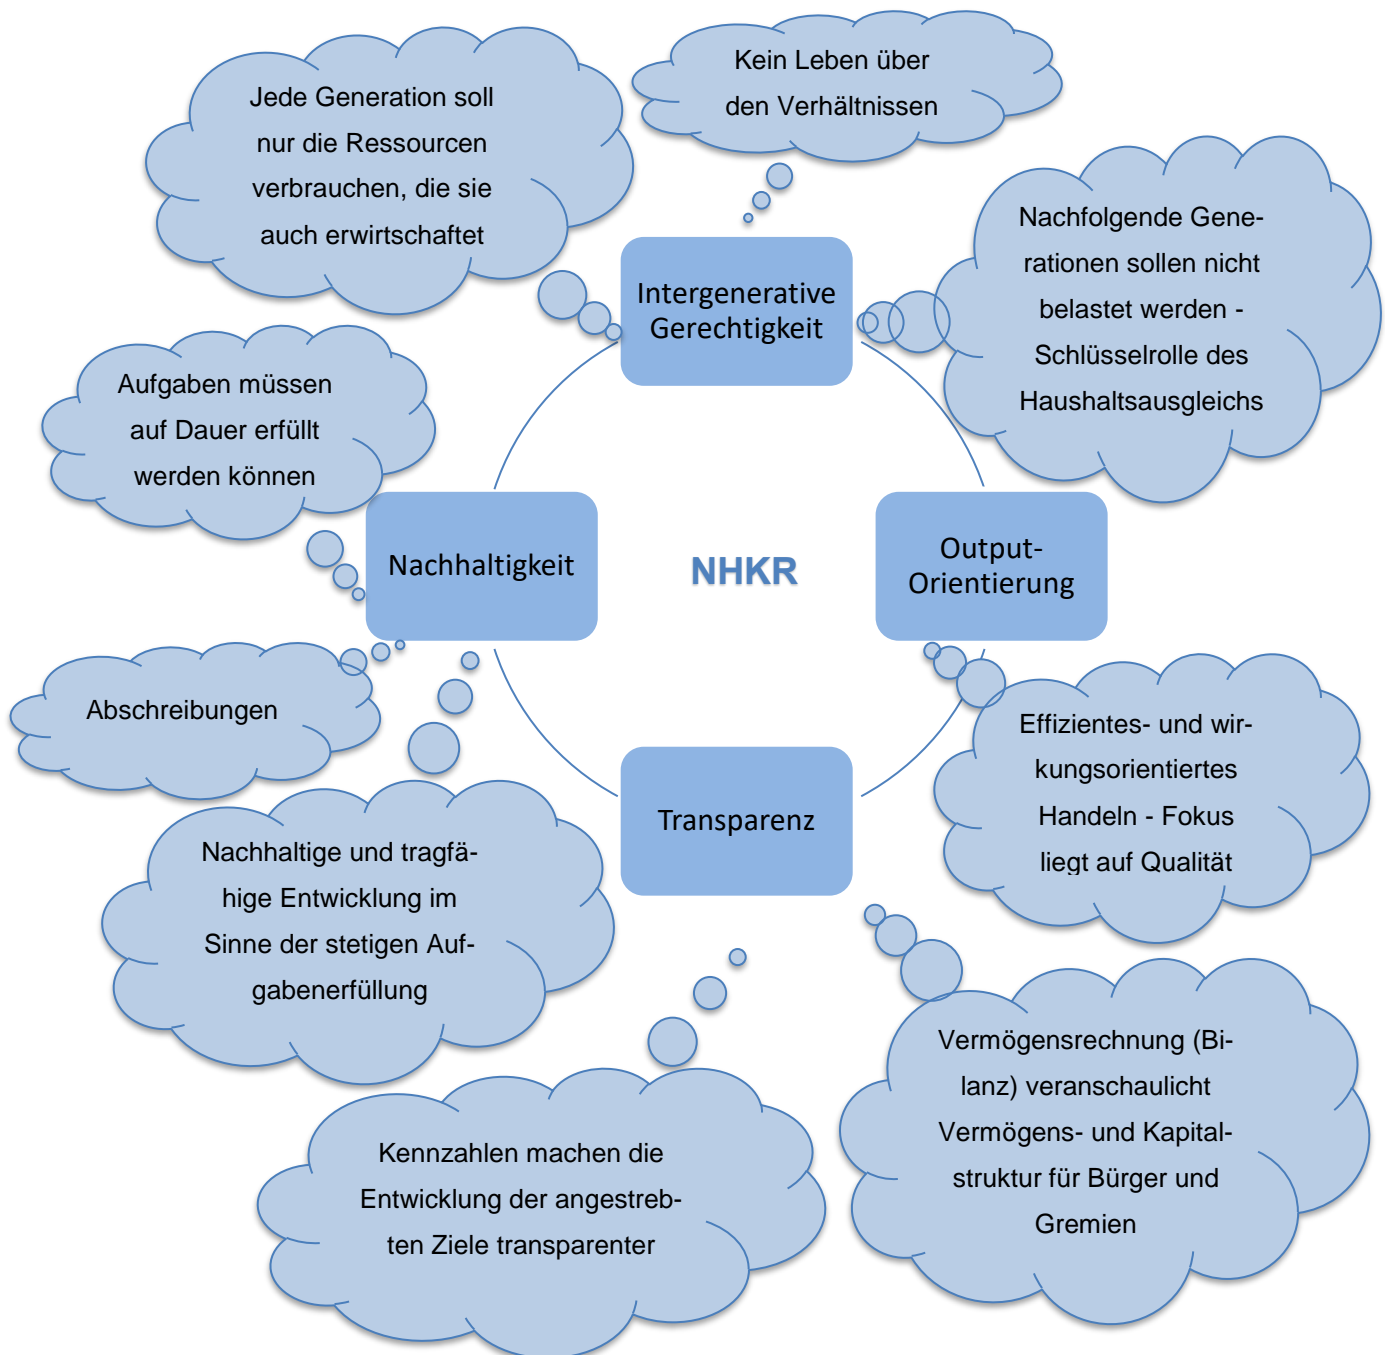 Kein Leben über
den Verhältnissen
Jede Generation soll
nur die Ressourcen
verbrauchen, die sie
auch erwirtschaftet
Nachfolgende Gene-
rationen sollen nicht
belastet werden -
Schlüsselrolle des
Haushaltsausgleichs
Intergenerative
Gerechtigkeit
Aufgaben müssen
auf Dauer erfüllt
werden können
Nachhaltigkeit
NHKR
Output-
Orientierung
Abschreibungen
Effizientes- und wir-
kungsorientiertes
Handeln - Fokus
liegt auf Qualität
Transparenz
Nachhaltige und tragfä-
hige Entwicklung im
Sinne der stetigen Auf-
gabenerfüllung
Vermögensrechnung (Bi-
lanz) veranschaulicht
Vermögens- und Kapital-
struktur für Bürger und
Gremien
Kennzahlen machen die
Entwicklung der angestreb-
ten Ziele transparenter